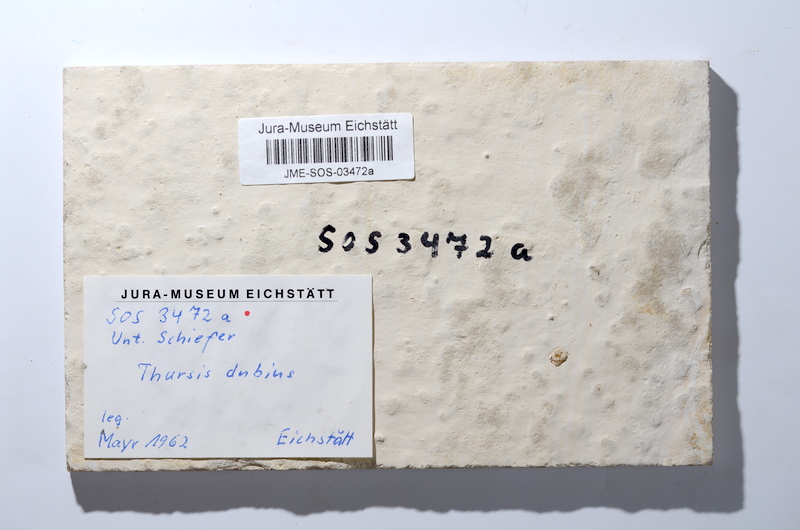 Jura-Museum Eichstätt
JME-SOS-03472a
SOS 3472 a
JURA-MUSEUM EICHSTÄTT
SOS 3472 a
Unt. Schiefer
Tharsis dubius
leg.
Mayr 1962 Eichstätt